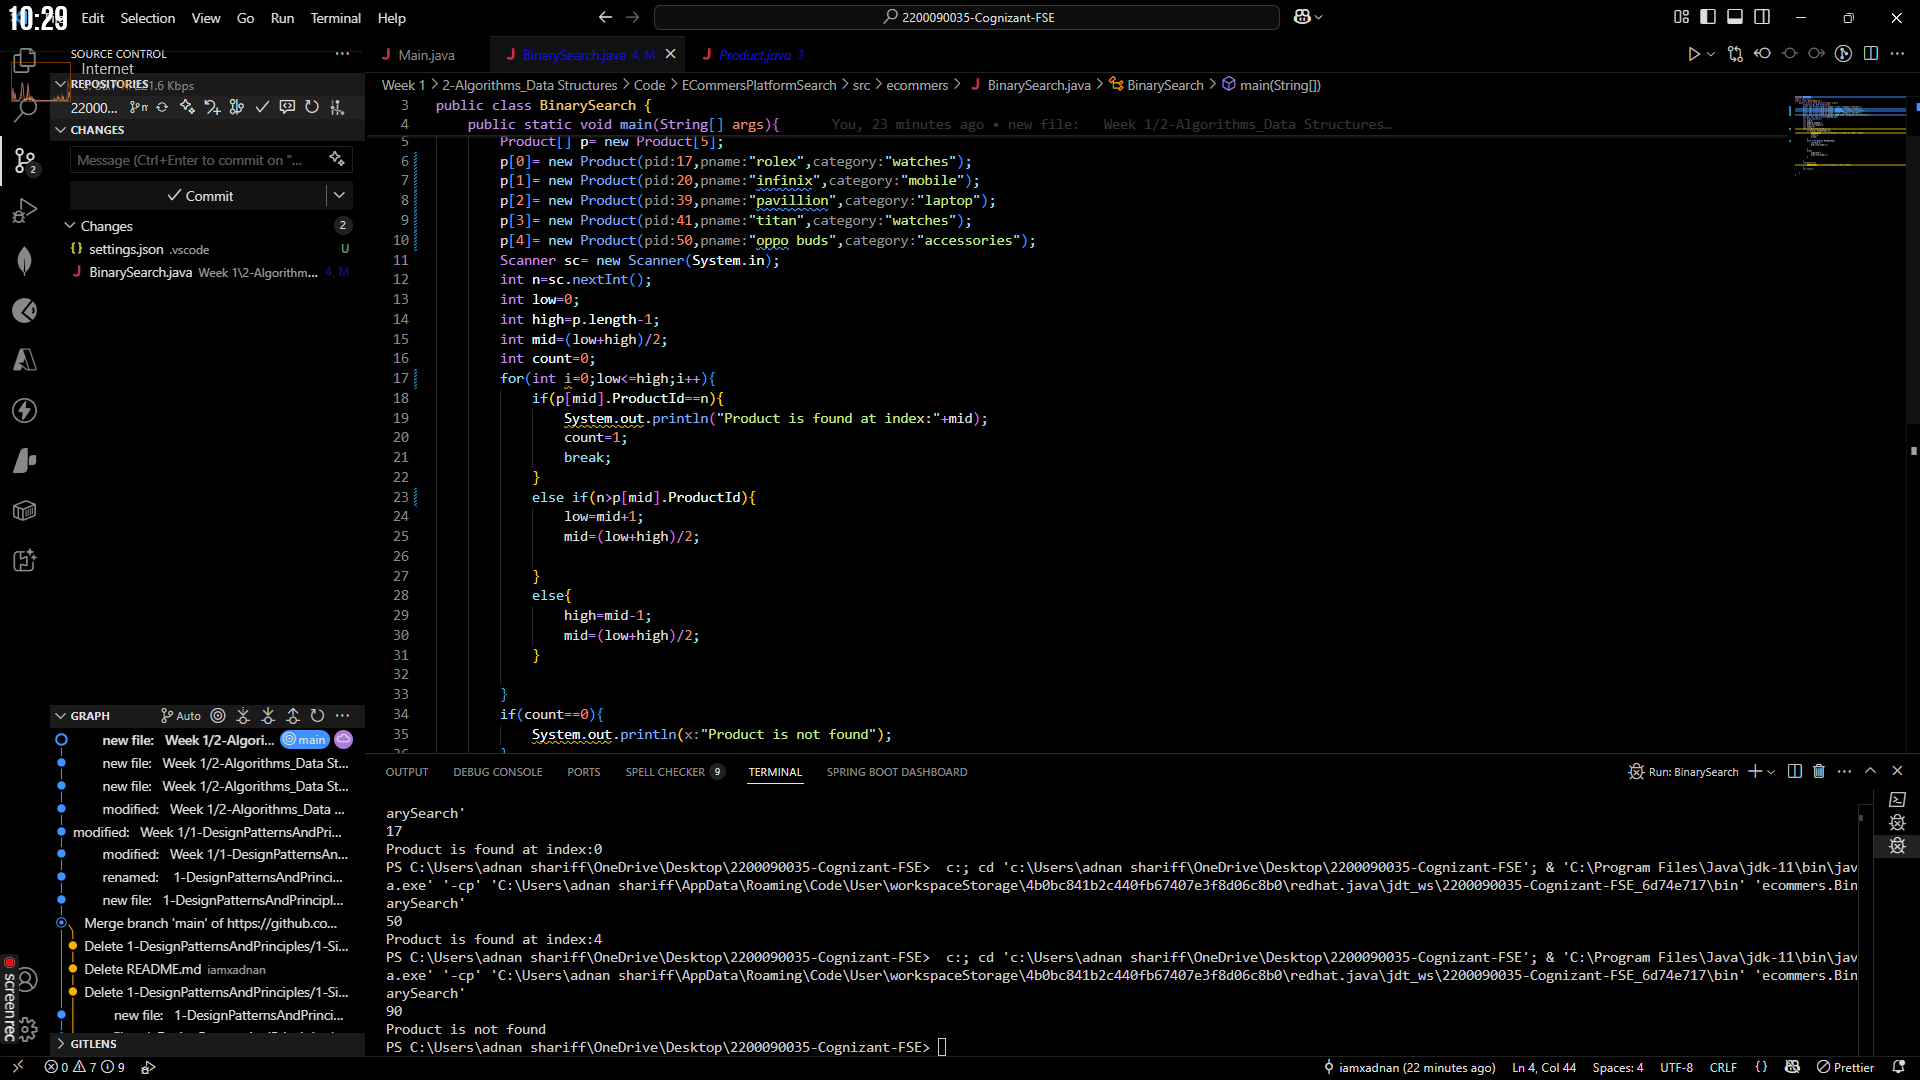 10:29
Edit Selection View Go Run Terminal Help
2200090035-Cognizant-FSE
SOURCE CONTROL
Internet
REPOSITORIES
1.6 Kbps
22000...
CHANGES
Message (Ctrl+Enter to commit on "...
Commit
Changes 2
settings.json .vscode U
BinarySearch.java Week 1\2-Algorithm... 4, M
2
GRAPH Auto
new file: Week 1/2-Algori... main
new file: Week 1/2-Algorithms_Data St...
new file: Week 1/2-Algorithms_Data St...
modified: Week 1/2-Algorithms_Data ...
modified: Week 1/1-DesignPatternsAndPri...
modified: Week 1/1-DesignPatternsAn...
renamed: 1-DesignPatternsAndPrinci...
new file: 1-DesignPatternsAndPrincipl...
Merge branch 'main' of https://github.co...
Delete 1-DesignPatternsAndPrinciples/1-Si...
Delete README.md iamxadnan
Delete 1-DesignPatternsAndPrinciples/1-Si...
new file: 1-DesignPatternsAndPrinci...
GITLENS
screen rec
Main.java BinarySearch.java 4, M Product.java 3
Week 1 > 2-Algorithms_Data Structures > Code > ECommersPlatformSearch > src > ecommers > BinarySearch.java > BinarySearch > main(String[])
3 public class BinarySearch {
4 public static void main(String[] args){ You, 23 minutes ago • new file: Week 1/2-Algorithms_Data Structures…
5 Product[] p= new Product[5];
6 p[0]= new Product(pid:17,pname:"rolex",category:"watches");
7 p[1]= new Product(pid:20,pname:"infinix",category:"mobile");
8 p[2]= new Product(pid:39,pname:"pavillion",category:"laptop");
9 p[3]= new Product(pid:41,pname:"titan",category:"watches");
10 p[4]= new Product(pid:50,pname:"oppo buds",category:"accessories");
11 Scanner sc= new Scanner(System.in);
12 int n=sc.nextInt();
13 int low=0;
14 int high=p.length-1;
15 int mid=(low+high)/2;
16 int count=0;
17 for(int i=0;low<=high;i++){
18 if(p[mid].ProductId==n){
19 System.out.println("Product is found at index:"+mid);
20 count=1;
21 break;
22 }
23 else if(n>p[mid].ProductId){
24 low=mid+1;
25 mid=(low+high)/2;
26
27 }
28 else{
29 high=mid-1;
30 mid=(low+high)/2;
31 }
32
33 }
34 if(count==0){
35 System.out.println(x:"Product is not found");
36 }
OUTPUT DEBUG CONSOLE PORTS SPELL CHECKER 9 TERMINAL SPRING BOOT DASHBOARD
Run: BinarySearch
arySearch'
17
Product is found at index:0
PS C:\Users\adnan shariff\OneDrive\Desktop\2200090035-Cognizant-FSE> c:; cd 'c:\Users\adnan shariff\OneDrive\Desktop\2200090035-Cognizant-FSE'; & 'C:\Program Files\Java\jdk-11\bin\jav
a.exe' '-cp' 'C:\Users\adnan shariff\AppData\Roaming\Code\User\workspaceStorage\4b0bc841b2c440fb67407e3f8d06c8b0\redhat.java\jdt_ws\2200090035-Cognizant-FSE_6d74e717\bin' 'ecommers.Bin
arySearch'
50
Product is found at index:4
PS C:\Users\adnan shariff\OneDrive\Desktop\2200090035-Cognizant-FSE> c:; cd 'c:\Users\adnan shariff\OneDrive\Desktop\2200090035-Cognizant-FSE'; & 'C:\Program Files\Java\jdk-11\bin\jav
a.exe' '-cp' 'C:\Users\adnan shariff\AppData\Roaming\Code\User\workspaceStorage\4b0bc841b2c440fb67407e3f8d06c8b0\redhat.java\jdt_ws\2200090035-Cognizant-FSE_6d74e717\bin' 'ecommers.Bin
arySearch'
90
Product is not found
PS C:\Users\adnan shariff\OneDrive\Desktop\2200090035-Cognizant-FSE>
0 7 9
iamxadnan (22 minutes ago) Ln 4, Col 44 Spaces: 4 UTF-8 CRLF {} Prettier